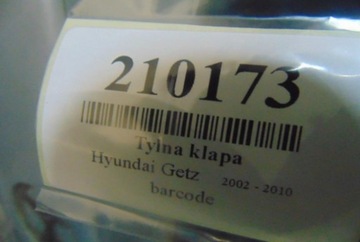 210173
Tylna klapa
Hyundai Getz 2002 - 2010
barcode